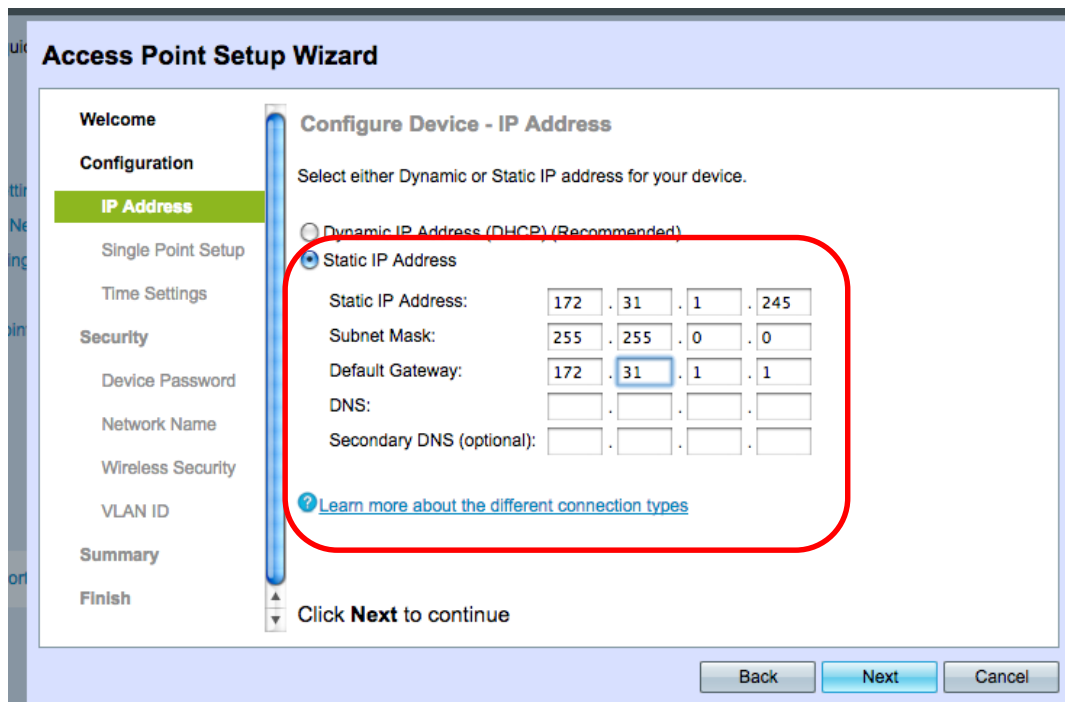 Access Point Setup Wizard
Welcome
Configuration
IP Address
Single Point Setup
Time Settings
Security
Device Password
Network Name
Wireless Security
VLAN ID
Summary
Finish
Configure Device - IP Address
Select either Dynamic or Static IP address for your device.
Dynamic IP Address (DHCP) (Recommended)
Static IP Address
Static IP Address: 172 . 31 . 1 . 245
Subnet Mask: 255 . 255 . 0 . 0
Default Gateway: 172 . 31 . 1 . 1
DNS: . . .
Secondary DNS (optional): . . .
? Learn more about the different connection types
Click Next to continue
Back Next Cancel